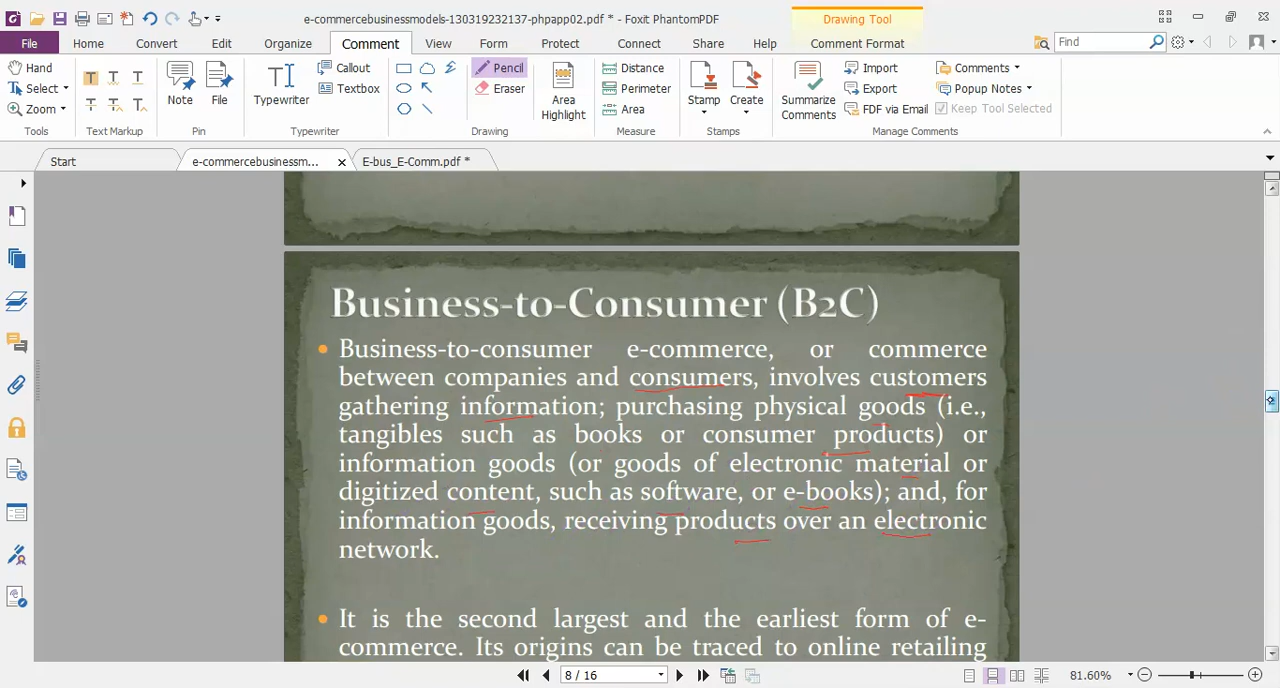 e-commercebusinessmodels-130319232137-phpapp02.pdf * - Foxit PhantomPDF
Drawing Tool
File Home Convert Edit Organize Comment View Form Protect Connect Share Help Comment Format Find
Hand
Select
Zoom
Tools
Text Markup
Note
File
Pin
Typewriter
Callout
Textbox
Typewriter
Pencil
Eraser
Drawing
Area
Highlight
Distance
Perimeter
Area
Measure
Stamp
Create
Stamps
Summarize
Comments
Import
Export
FDF via Email
Comments
Popup Notes
Keep Tool Selected
Manage Comments
Start
e-commercebusinessm...
E-bus_E-Comm.pdf *
Business-to-Consumer (B2C)
Business-to-consumer e-commerce, or commerce
between companies and consumers, involves customers
gathering information; purchasing physical goods (i.e.,
tangibles such as books or consumer products) or
information goods (or goods of electronic material or
digitized content, such as software, or e-books); and, for
information goods, receiving products over an electronic
network.
It is the second largest and the earliest form of e-
commerce. Its origins can be traced to online retailing
8 / 16
81.60%